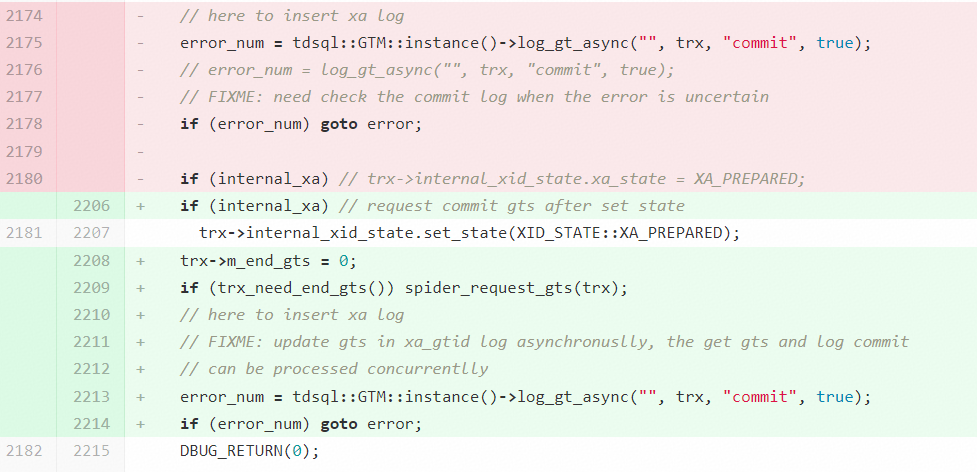 2174 - // here to insert xa log
2175 - error_num = tdsql::GTM::instance()->log_gt_async("", trx, "commit", true);
2176 - // error_num = log_gt_async("", trx, "commit", true);
2177 - // FIXME: need check the commit log when the error is uncertain
2178 - if (error_num) goto error;
2179 -
2180 - if (internal_xa) // trx->internal_xid_state.xa_state = XA_PREPARED;
2206 + if (internal_xa) // request commit gts after set state
2181 2207 trx->internal_xid_state.set_state(XID_STATE::XA_PREPARED);
2208 + trx->m_end_gts = 0;
2209 + if (trx_need_end_gts()) spider_request_gts(trx);
2210 + // here to insert xa log
2211 + // FIXME: update gts in xa_gtid log asynchronuslly, the get gts and log commit
2212 + // can be processed concurrentlly
2213 + error_num = tdsql::GTM::instance()->log_gt_async("", trx, "commit", true);
2214 + if (error_num) goto error;
2182 2215 DBUG_RETURN(0);